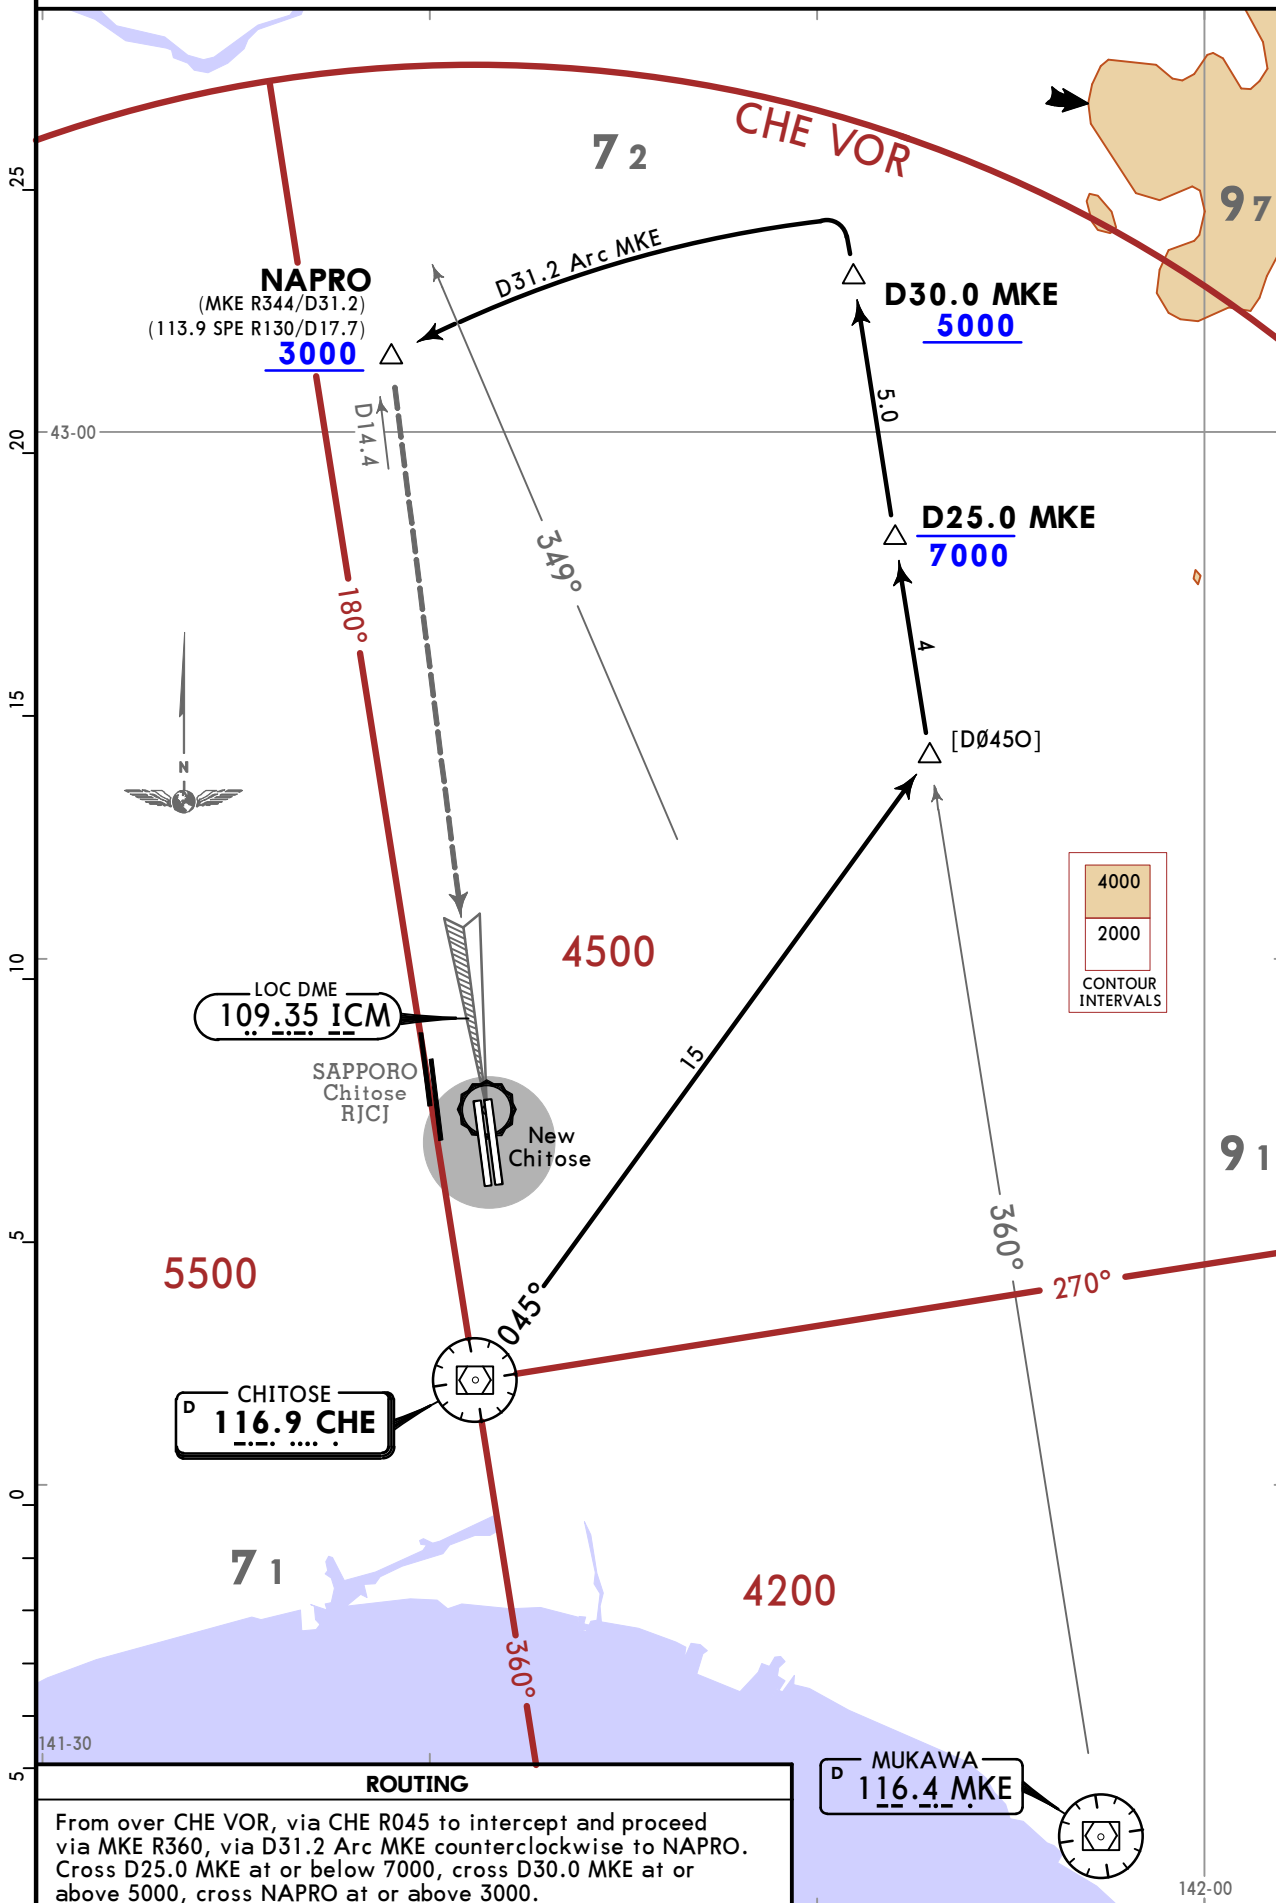 CHE VOR
7 2
9 7
25
D31.2 Arc MKE
NAPRO
(MKE R344/D31.2)
(113.9 SPE R130/D17.7)
3000
D30.0 MKE
5000
D14.4
5.0
43-00
20
D25.0 MKE
7000
349°
180°
4
15
[DØ45O]
N
4000
2000
CONTOUR
INTERVALS
4500
10
LOC DME
109.35 ICM
SAPPORO
Chitose
RJCJ
15
New
Chitose
9 1
5
360°
5500
270°
045°
CHITOSE
D
116.9 CHE
0
7 1
4200
360°
141-30
5
MUKAWA
D
116.4 MKE
ROUTING
From over CHE VOR, via CHE R045 to intercept and proceed
via MKE R360, via D31.2 Arc MKE counterclockwise to NAPRO.
Cross D25.0 MKE at or below 7000, cross D30.0 MKE at or
above 5000, cross NAPRO at or above 3000.
142-00